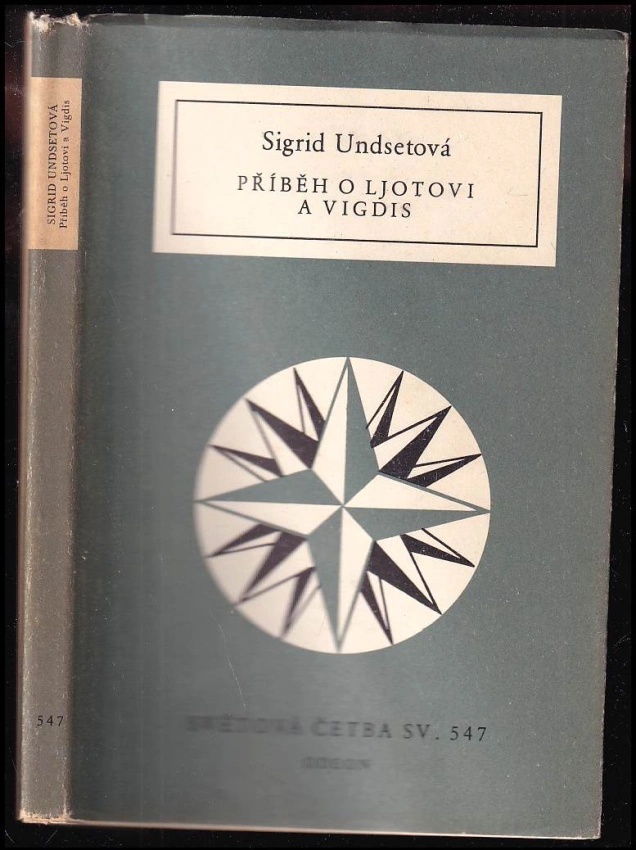 Sigrid Undsetová
PŘÍBĚH O LJOTOVI
A VIGDIS
SVĚTOVÁ ČETBA SV. 547
ODEON
SIGRID UNDSETOVÁ
Příběh o Ljotovi a Vigdis
547